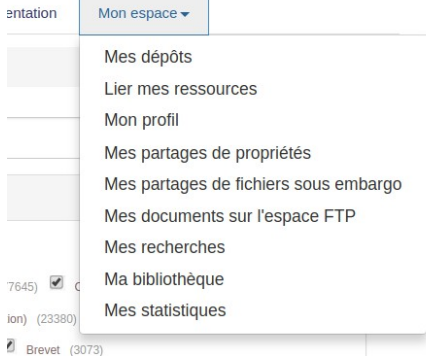 entation Mon espace
Mes dépôts
Lier mes ressources
Mon profil
Mes partages de propriétés
Mes partages de fichiers sous embargo
Mes documents sur l'espace FTP
Mes recherches
Ma bibliothèque
Mes statistiques
7645)
ion) (23380)
Brevet (3073)